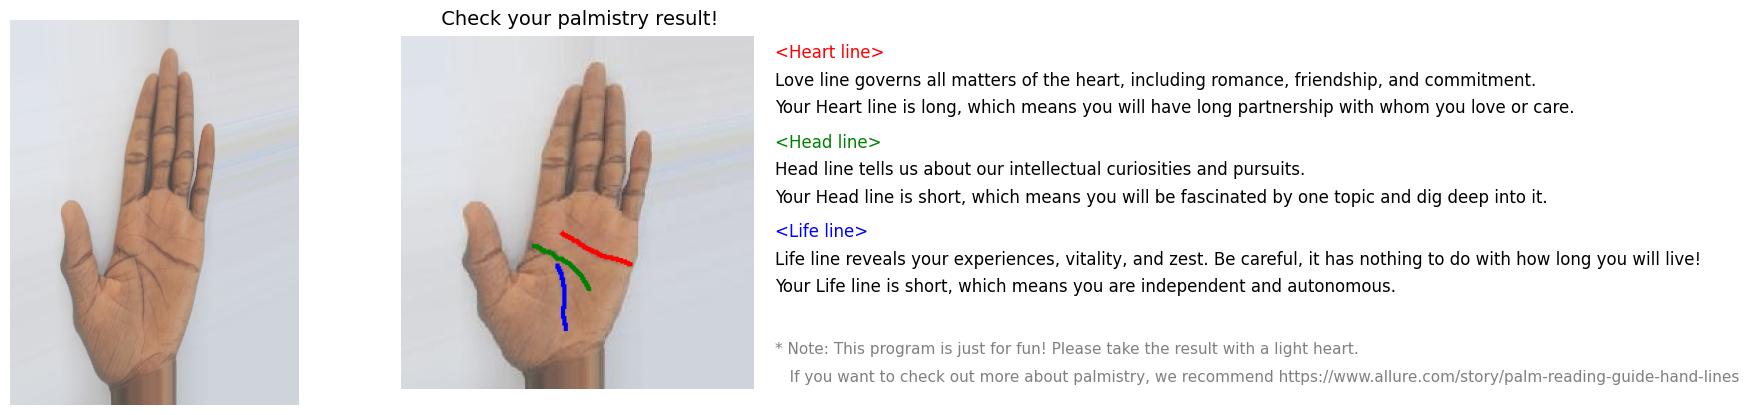 Check your palmistry result!
<Heart line>
Love line governs all matters of the heart, including romance, friendship, and commitment.
Your Heart line is long, which means you will have long partnership with whom you love or care.
<Head line>
Head line tells us about our intellectual curiosities and pursuits.
Your Head line is short, which means you will be fascinated by one topic and dig deep into it.
<Life line>
Life line reveals your experiences, vitality, and zest. Be careful, it has nothing to do with how long you will live!
Your Life line is short, which means you are independent and autonomous.
* Note: This program is just for fun! Please take the result with a light heart.
If you want to check out more about palmistry, we recommend https://www.allure.com/story/palm-reading-guide-hand-lines